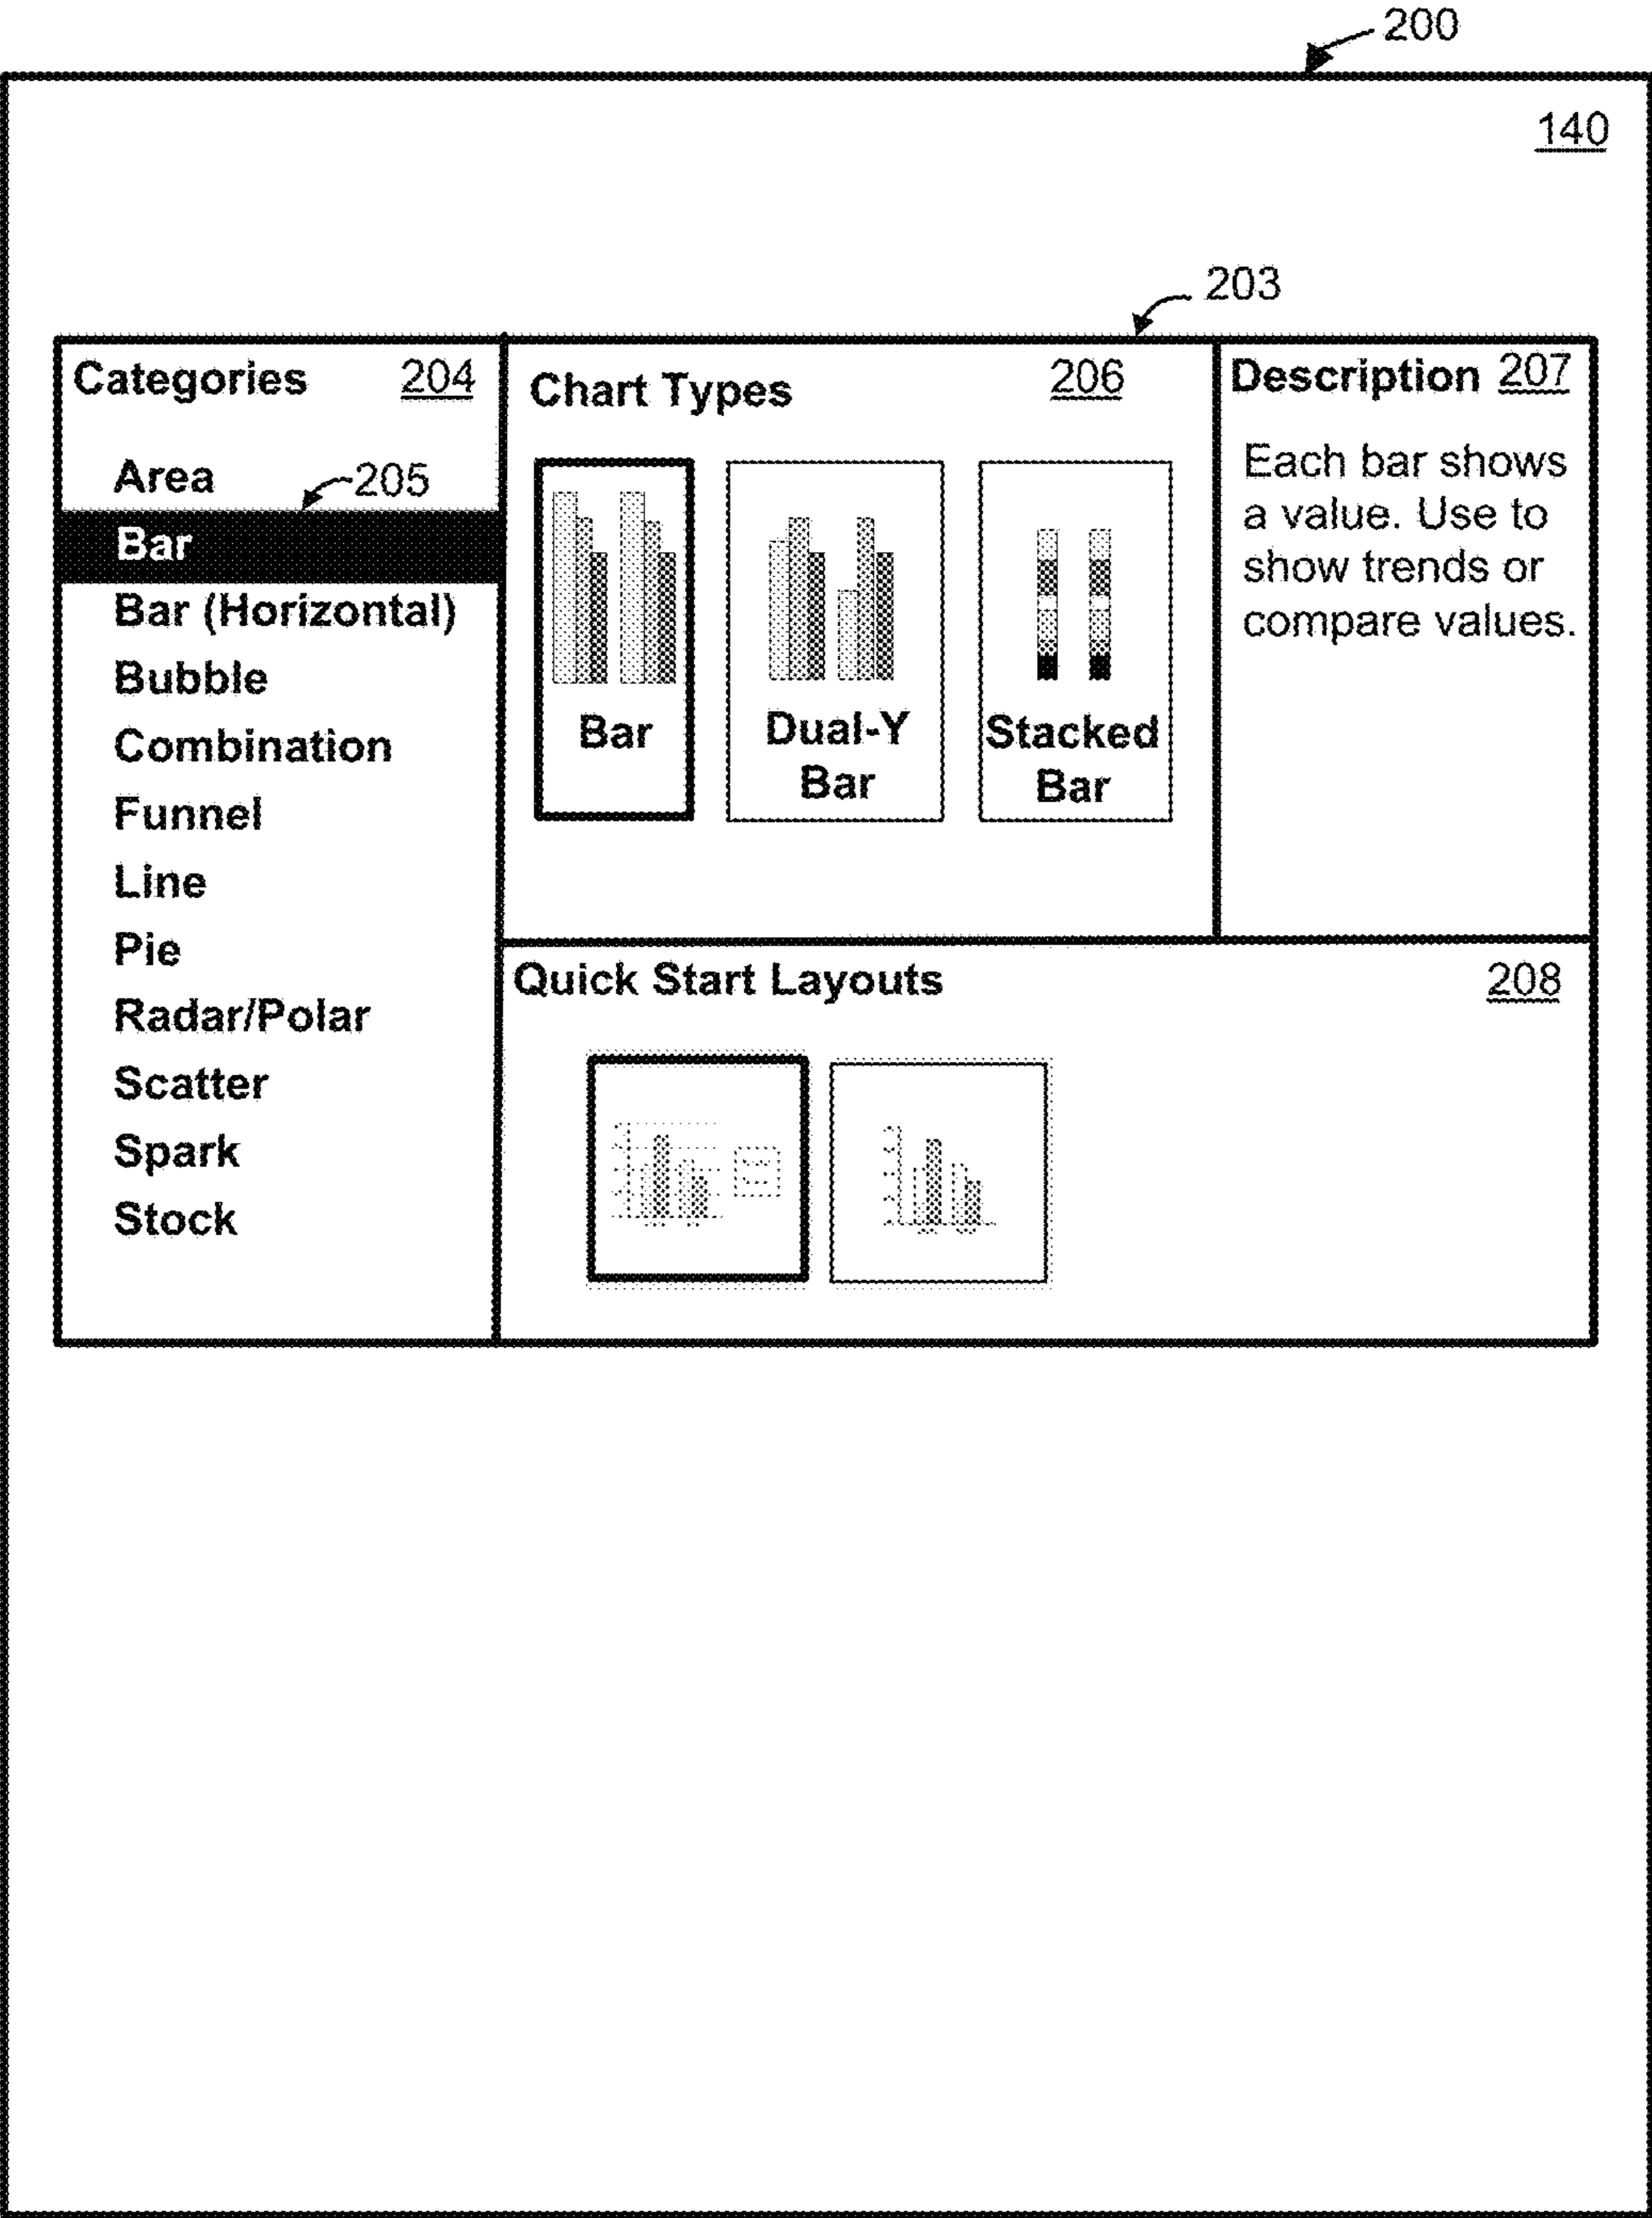 200
140
203
Categories 204
Area
205
Bar
Bar (Horizontal)
Bubble
Combination
Funnel
Line
Pie
Radar/Polar
Scatter
Spark
Stock
Chart Types 206
Bar
Dual-Y
Bar
Stacked
Bar
Description 207
Each bar shows
a value. Use to
show trends or
compare values.
Quick Start Layouts 208